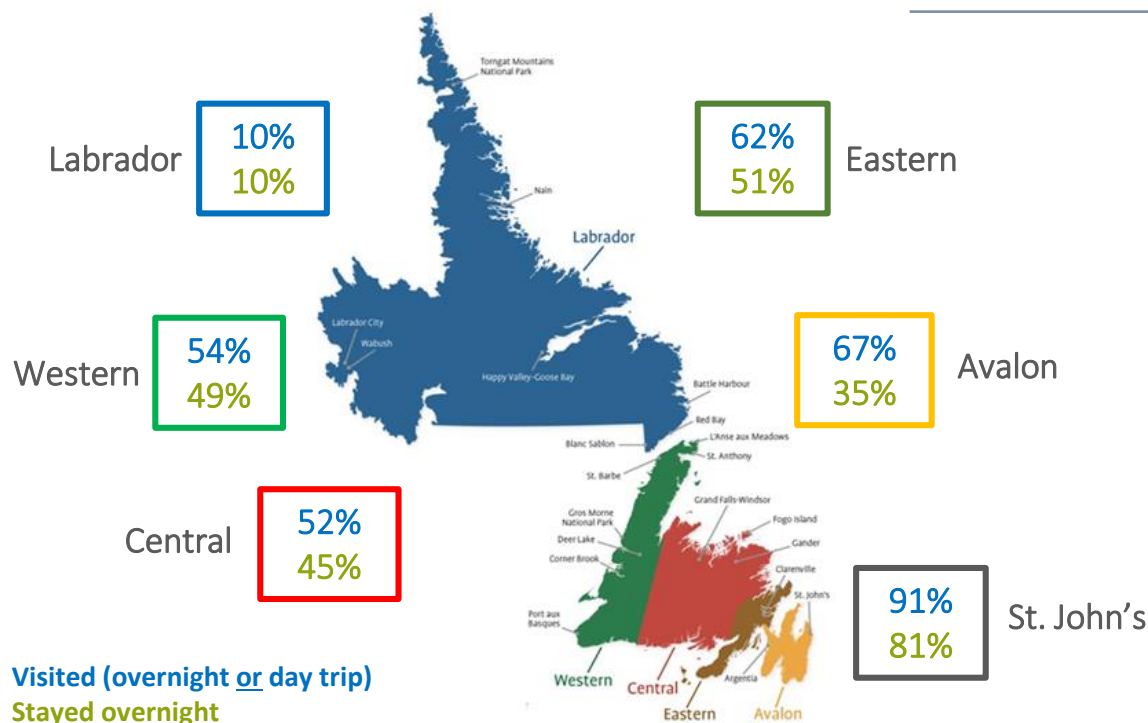 Torngat Mountains
National Park
10%
10%
Labrador
62%
51%
Eastern
Nain
Labrador
Labrador City
Wabush
Happy Valley-Goose Bay
54%
49%
Western
67%
35%
Avalon
Battle Harbour
Red Bay
L'Anse aux Meadows
Blanc Sablon
St. Anthony
St. Barbe
Grand Falls-Windsor
52%
45%
Central
Gros Morne
National Park
Fogo Island
Deer Lake
Gander
Corner Brook
Clarenville
St. John's
91%
81%
St. John's
Port aux
Basques
Argentia
Western
Central
Eastern
Avalon
Visited (overnight or day trip)
Stayed overnight